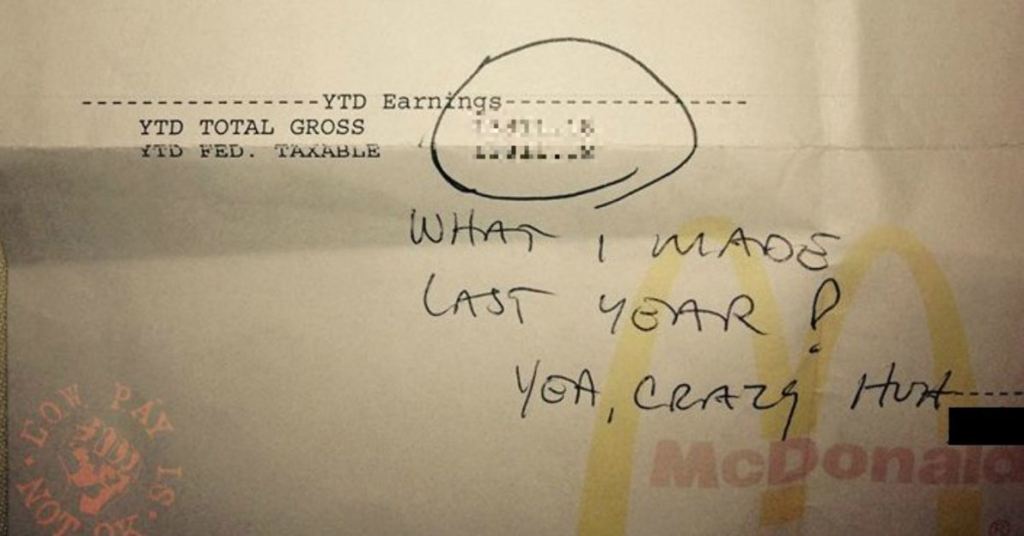 ----------------YTD Earnings----------------
YTD TOTAL GROSS
YTD FED. TAXABLE
WHAT I MADE
LAST YEAR!
YEA, CRAZY HUH
McDonald
LOW PAY IS NOT OK